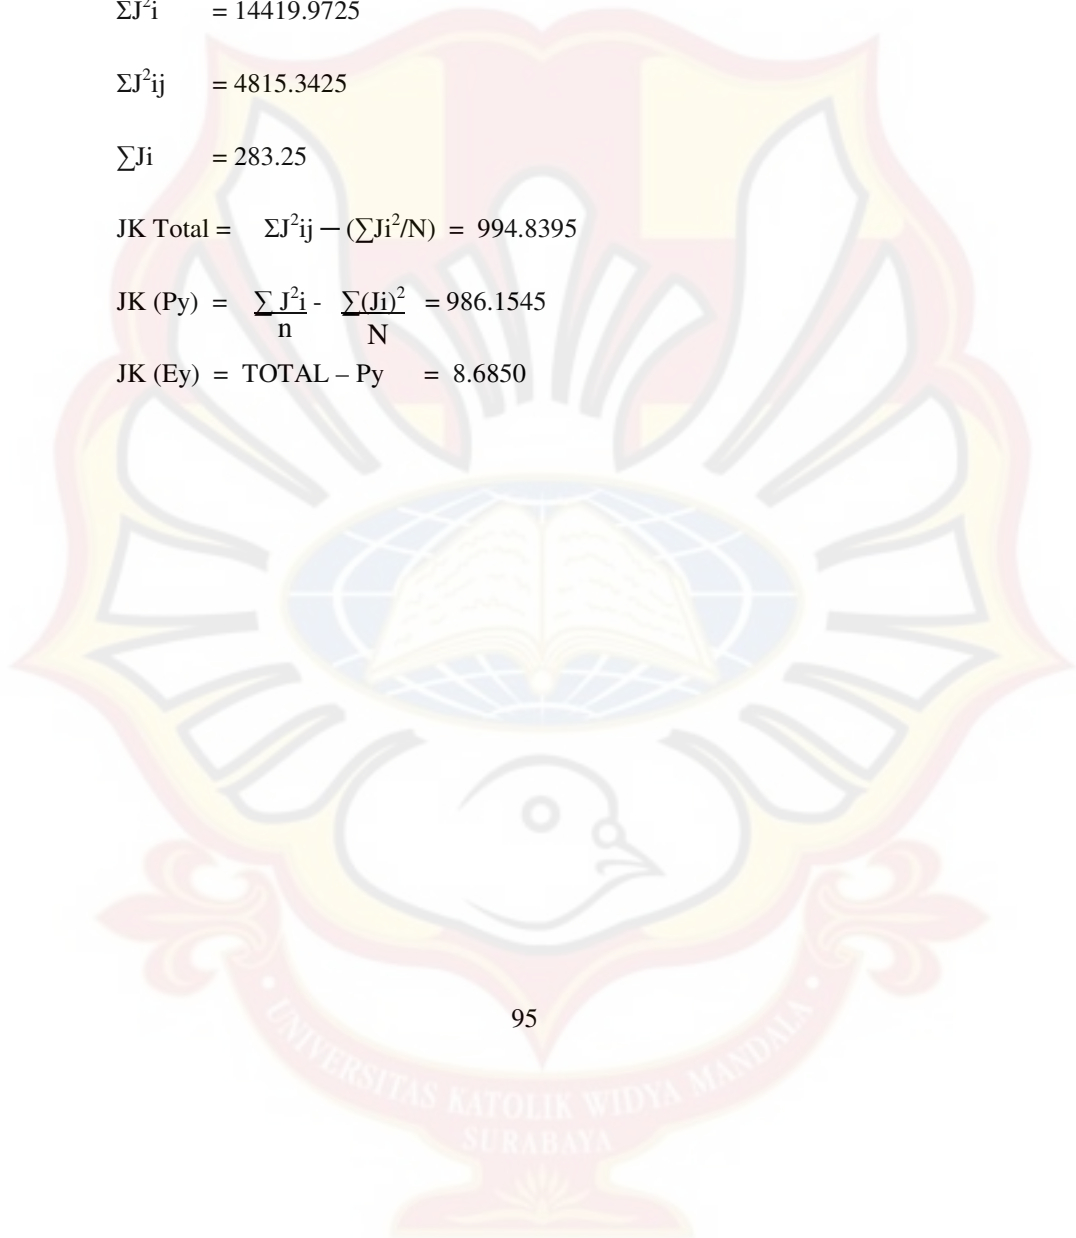 ΣJ²i = 14419.9725
ΣJ²ij = 4815.3425
∑Ji = 283.25
JK Total = ΣJ²ij — (∑Ji²/N) = 994.8395
JK (Py) = ∑ J²i - ∑(Ji)² = 986.1545
n N
JK (Ey) = TOTAL – Py = 8.6850
95
UNIVERSITAS KATOLIK WIDYA MANDALA
SURABAYA